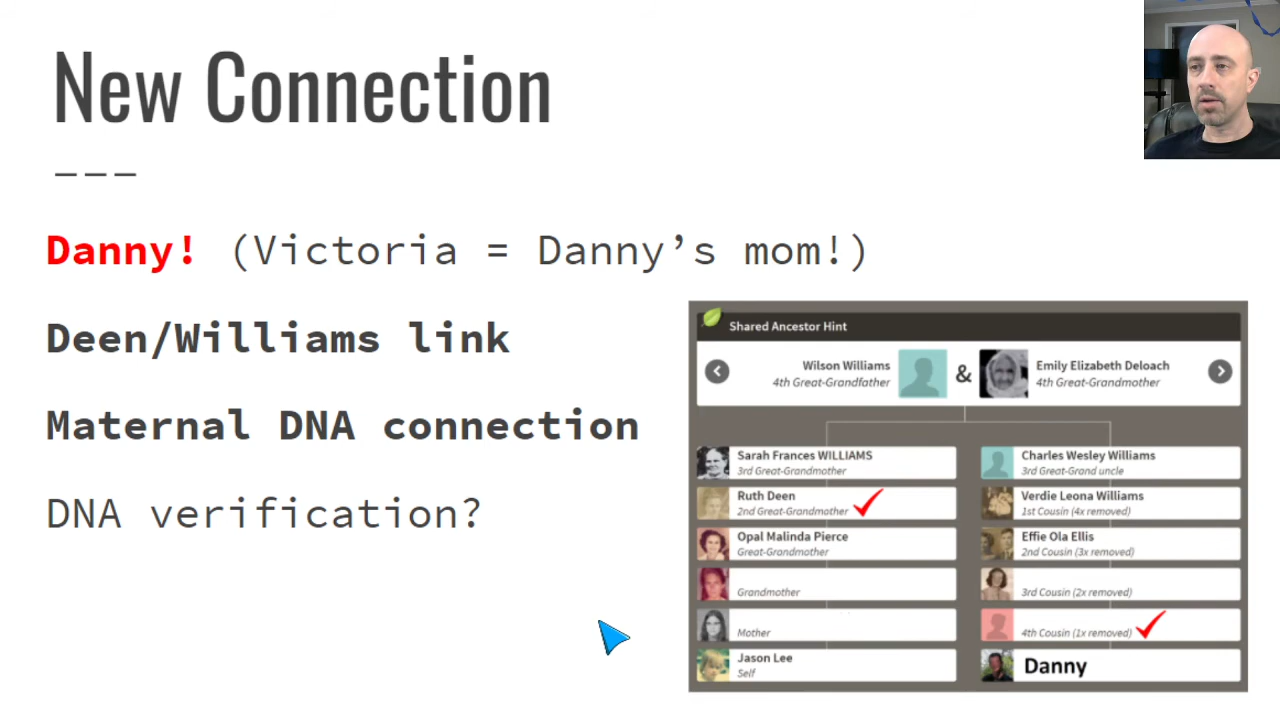 New Connection
---
Danny! (Victoria = Danny’s mom!)
Deen/Williams link
Maternal DNA connection
DNA verification?
Shared Ancestor Hint
Wilson Williams
4th Great-Grandfather
&
Emily Elizabeth Deloach
4th Great-Grandmother
Sarah Frances WILLIAMS
3rd Great-Grandmother
Charles Wesley Williams
3rd Great-Grand uncle
Ruth Deen
2nd Great-Grandmother
Verdie Leona Williams
1st Cousin (4x removed)
Opal Malinda Pierce
Great-Grandmother
Effie Ola Ellis
2nd Cousin (3x removed)
Grandmother
3rd Cousin (2x removed)
Mother
4th Cousin (1x removed)
Jason Lee
Self
Danny